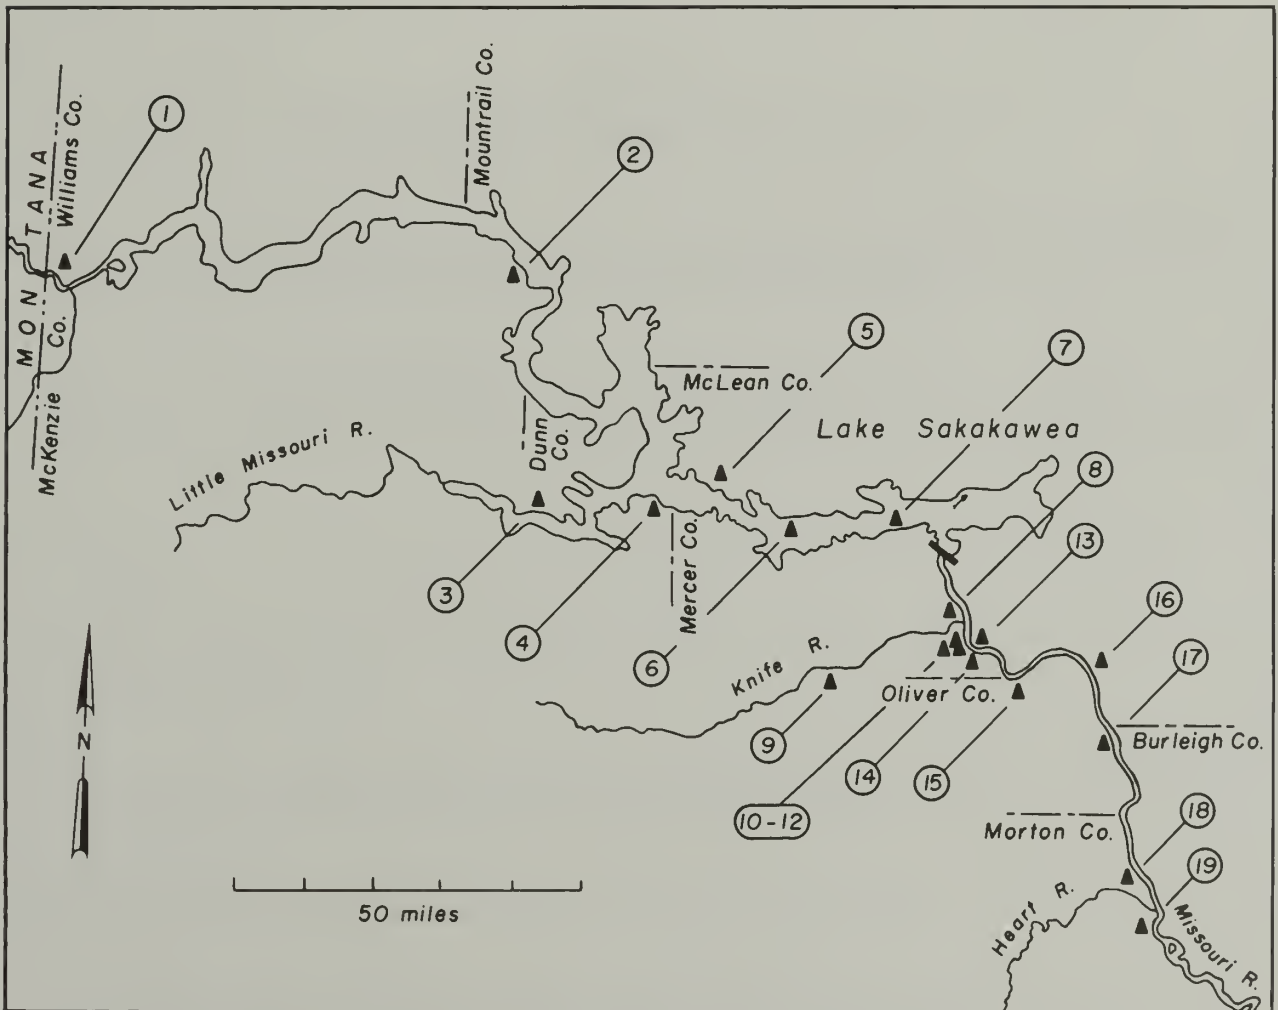 MONTANA
Williams Co.
McKenzie Co.
Mountrail Co.
1
2
5
7
McLean Co.
Lake Sakakawea
Little Missouri R.
Dunn Co.
8
13
3
4
Mercer Co.
6
16
17
Knife R.
Oliver Co.
N
9
14
15
Burleigh Co.
10-12
Morton Co.
18
19
50 miles
Heart R.
Missouri R.